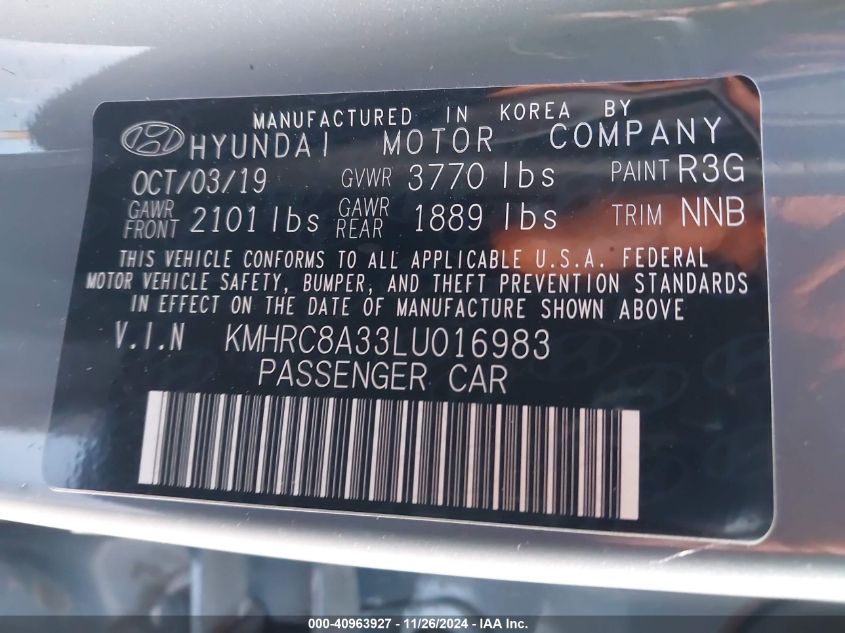 MANUFACTURED IN KOREA BY
HYUNDAI MOTOR COMPANY
OCT/03/19 GVWR 3770 lbs PAINT R3G
GAWR FRONT 2101 lbs GAWR REAR 1889 lbs TRIM NNB
THIS VEHICLE CONFORMS TO ALL APPLICABLE U.S.A. FEDERAL
MOTOR VEHICLE SAFETY, BUMPER, AND THEFT PREVENTION STANDARDS
IN EFFECT ON THE DATE OF MANUFACTURE SHOWN ABOVE
V.I.N KMHRC8A33LU016983
PASSENGER CAR
000-40963927 - 11/26/2024 - IAA Inc.